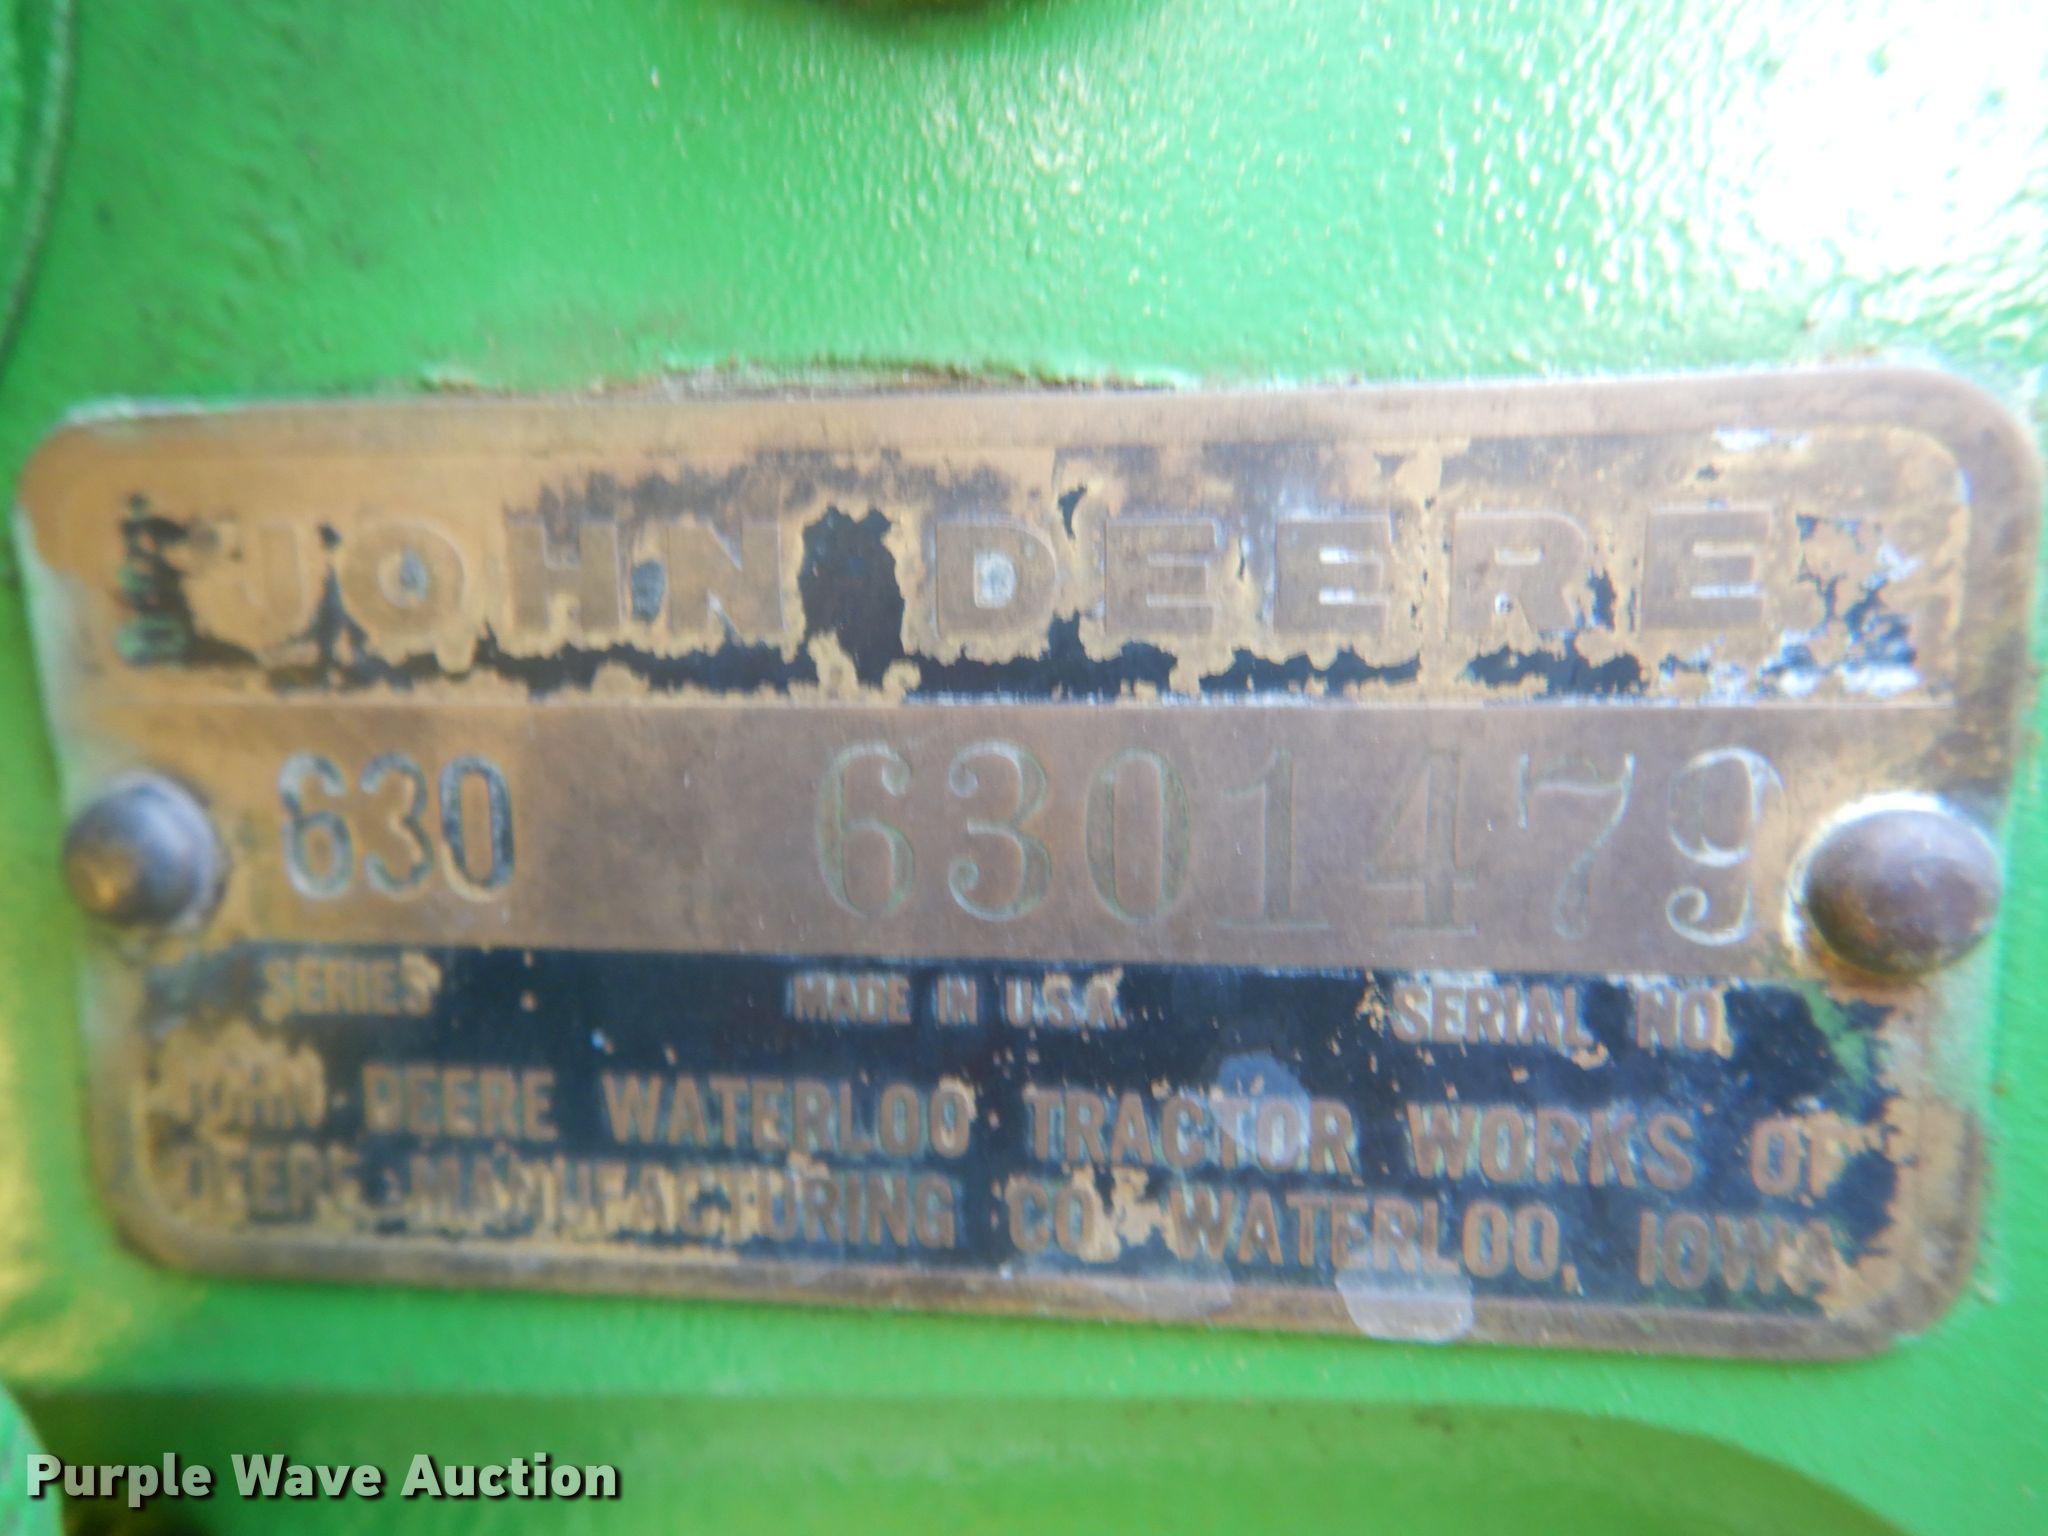 JOHN DEERE
630 6301479
SERIES MADE IN U.S.A. SERIAL NO.
JOHN DEERE WATERLOO TRACTOR WORKS OF
DEERE MANUFACTURING CO. WATERLOO, IOWA
Purple Wave Auction